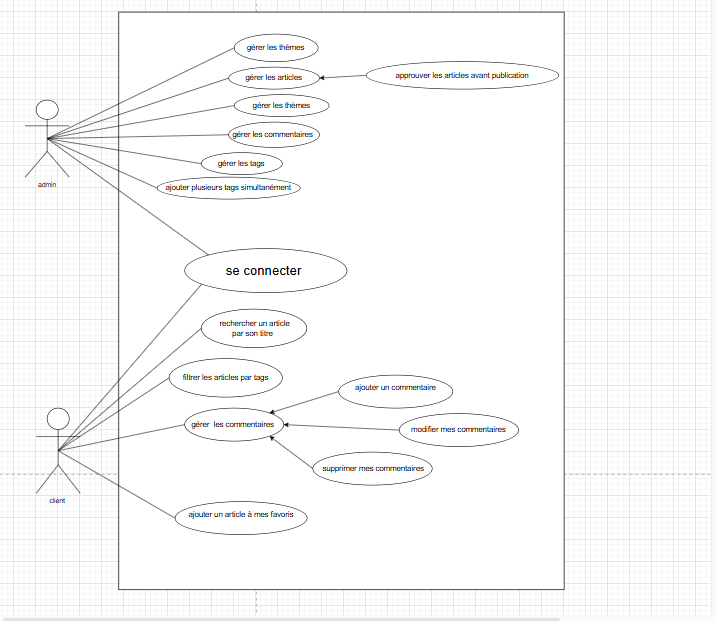 gérer les thèmes
gérer les articles
approuver les articles avant publication
gérer les thèmes
gérer les commentaires
gérer les tags
ajouter plusieurs tags simultanément
admin
se connecter
rechercher un article
par son titre
filtrer les articles par tags
ajouter un commentaire
gérer les commentaires
modifier mes commentaires
supprimer mes commentaires
client
ajouter un article à mes favoris